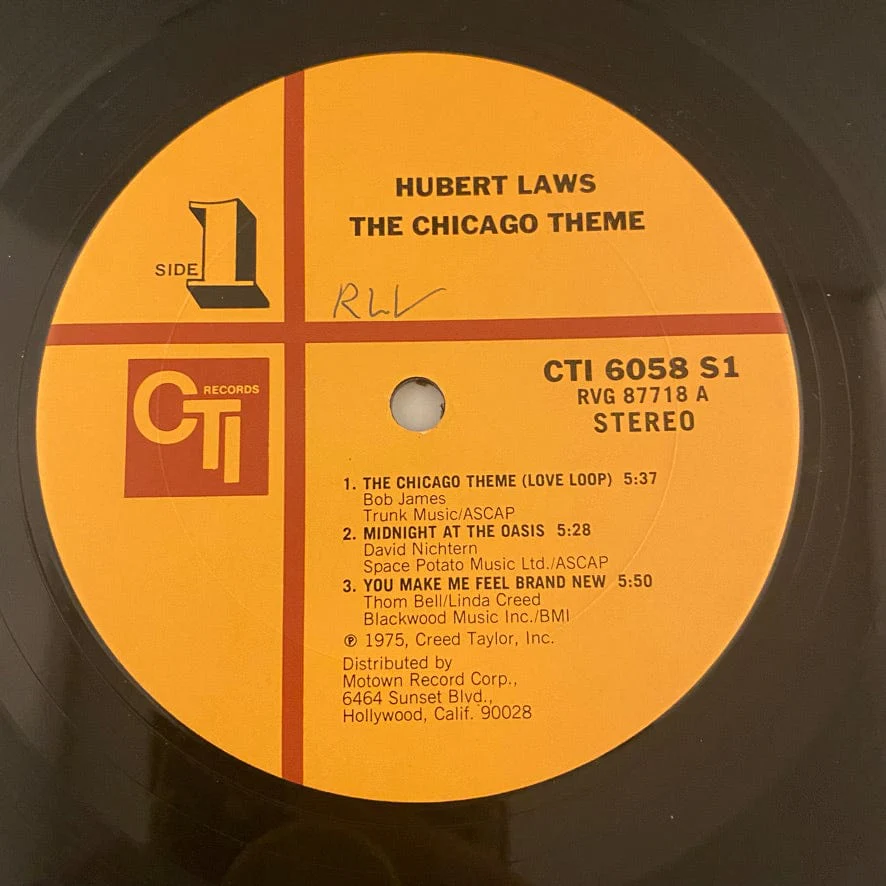 HUBERT LAWS
THE CHICAGO THEME
SIDE 1
RLV
CTI RECORDS
CTI 6058 S1
RVG 87718 A
STEREO
1. THE CHICAGO THEME (LOVE LOOP) 5:37
Bob James
Trunk Music/ASCAP
2. MIDNIGHT AT THE OASIS 5:28
David Nichtern
Space Potato Music Ltd./ASCAP
3. YOU MAKE ME FEEL BRAND NEW 5:50
Thom Bell/Linda Creed
Blackwood Music Inc./BMI
℗ 1975, Creed Taylor, Inc.
Distributed by
Motown Record Corp.,
6464 Sunset Blvd.,
Hollywood, Calif. 90028